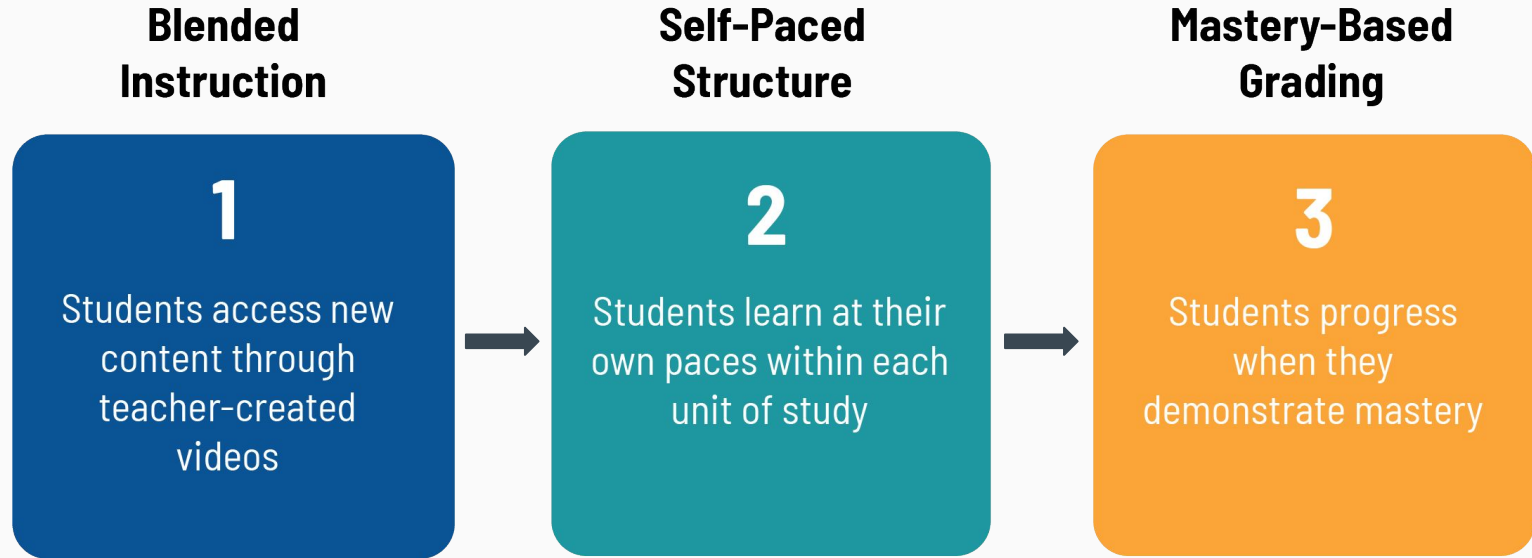 Blended
Instruction
1
Students access new
content through
teacher-created
videos
Self-Paced
Structure
2
Students learn at their
own paces within each
unit of study
Mastery-Based
Grading
3
Students progress
when they
demonstrate mastery